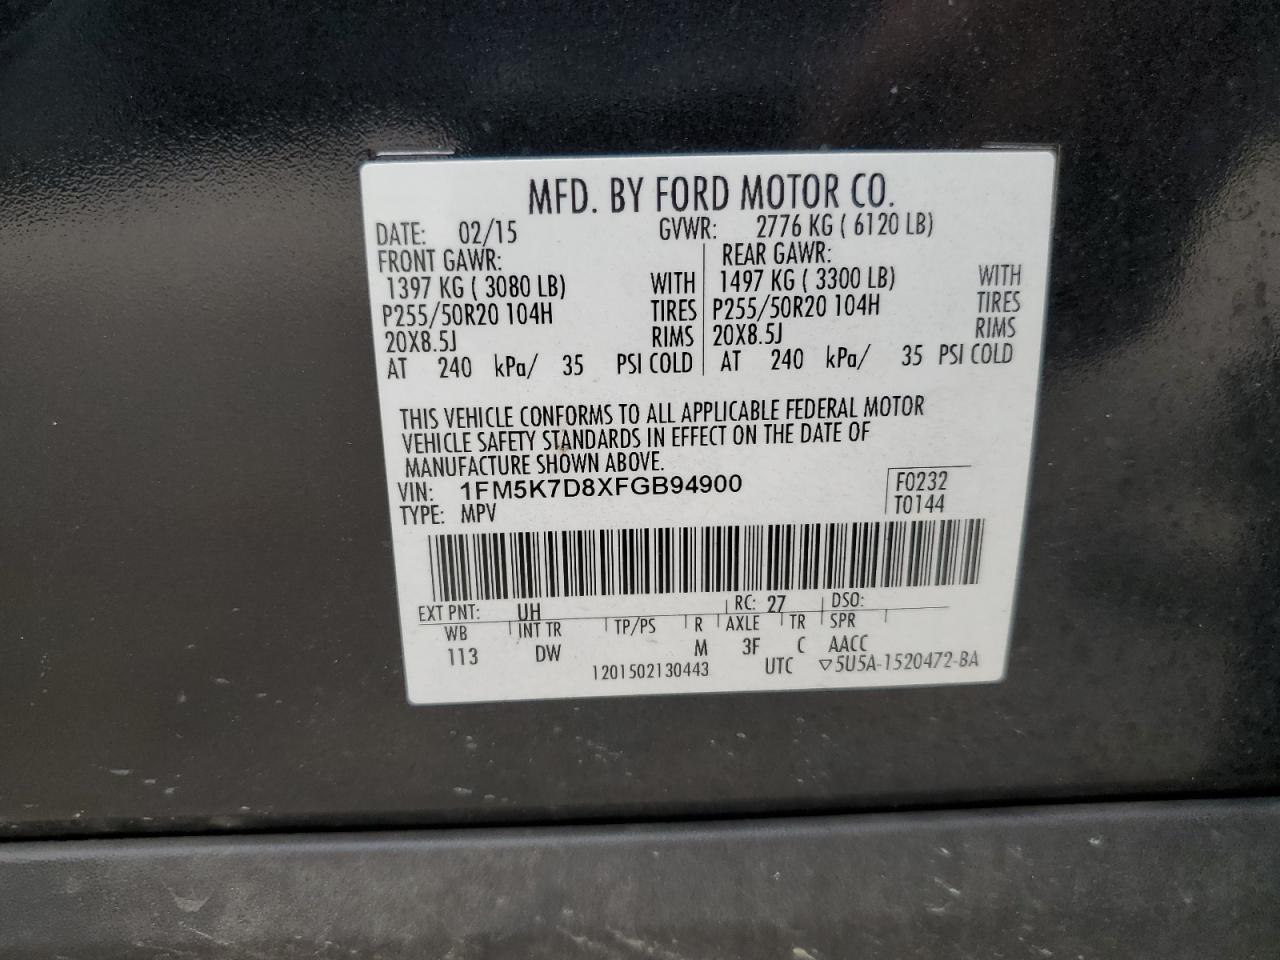 MFD. BY FORD MOTOR CO.
DATE: 02/15 GVWR: 2776 KG ( 6120 LB)
FRONT GAWR: REAR GAWR:
1397 KG ( 3080 LB) WITH 1497 KG ( 3300 LB) WITH
P255/50R20 104H TIRES P255/50R20 104H TIRES
20X8.5J RIMS 20X8.5J RIMS
AT 240 kPa/ 35 PSI COLD AT 240 kPa/ 35 PSI COLD
THIS VEHICLE CONFORMS TO ALL APPLICABLE FEDERAL MOTOR
VEHICLE SAFETY STANDARDS IN EFFECT ON THE DATE OF
MANUFACTURE SHOWN ABOVE.
VIN: 1FM5K7D8XFGB94900 F0232
TYPE: MPV T0144
EXT PNT: UH RC: 27 DSO:
WB INT TR TP/PS R AXLE TR SPR
113 DW M 3F C AACC
1201502130443 UTC ▽5U5A-1520472-BA